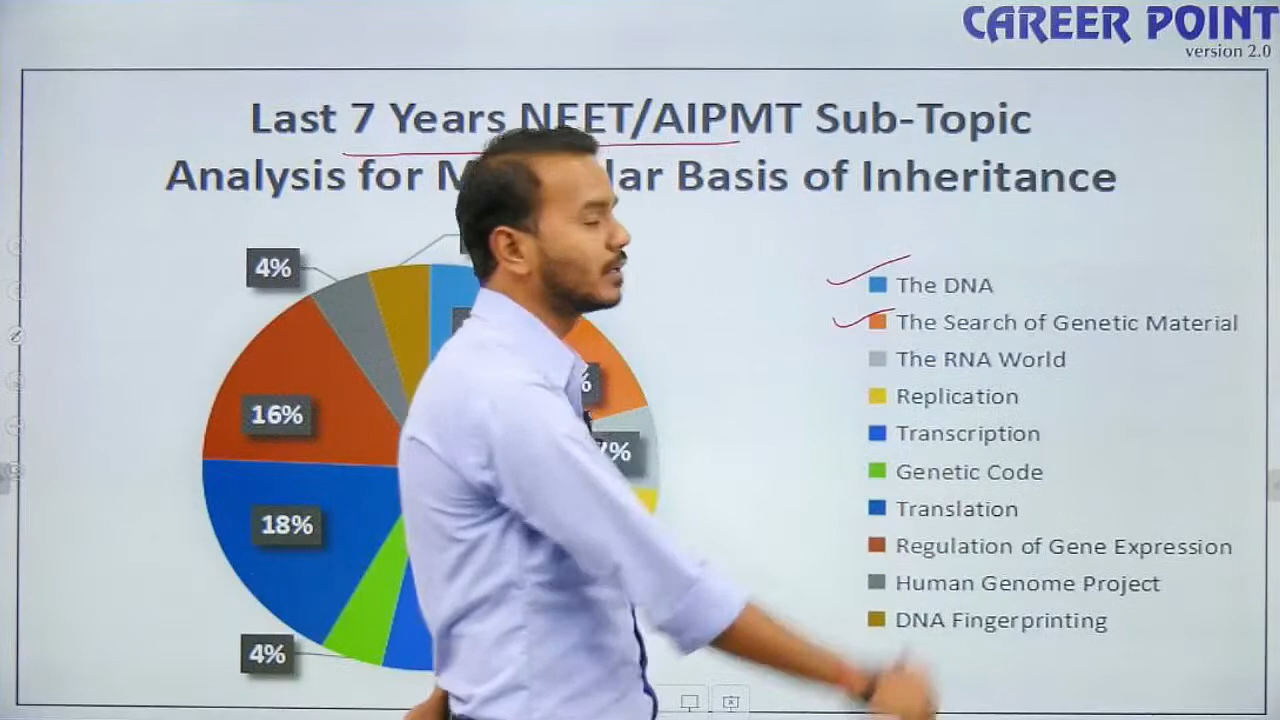 CAREER POINT
version 2.0
Last 7 Years NEET/AIPMT Sub-Topic
Analysis for M lar Basis of Inheritance
4%
16%
18%
4%
%
7%
The DNA
The Search of Genetic Material
The RNA World
Replication
Transcription
Genetic Code
Translation
Regulation of Gene Expression
Human Genome Project
DNA Fingerprinting